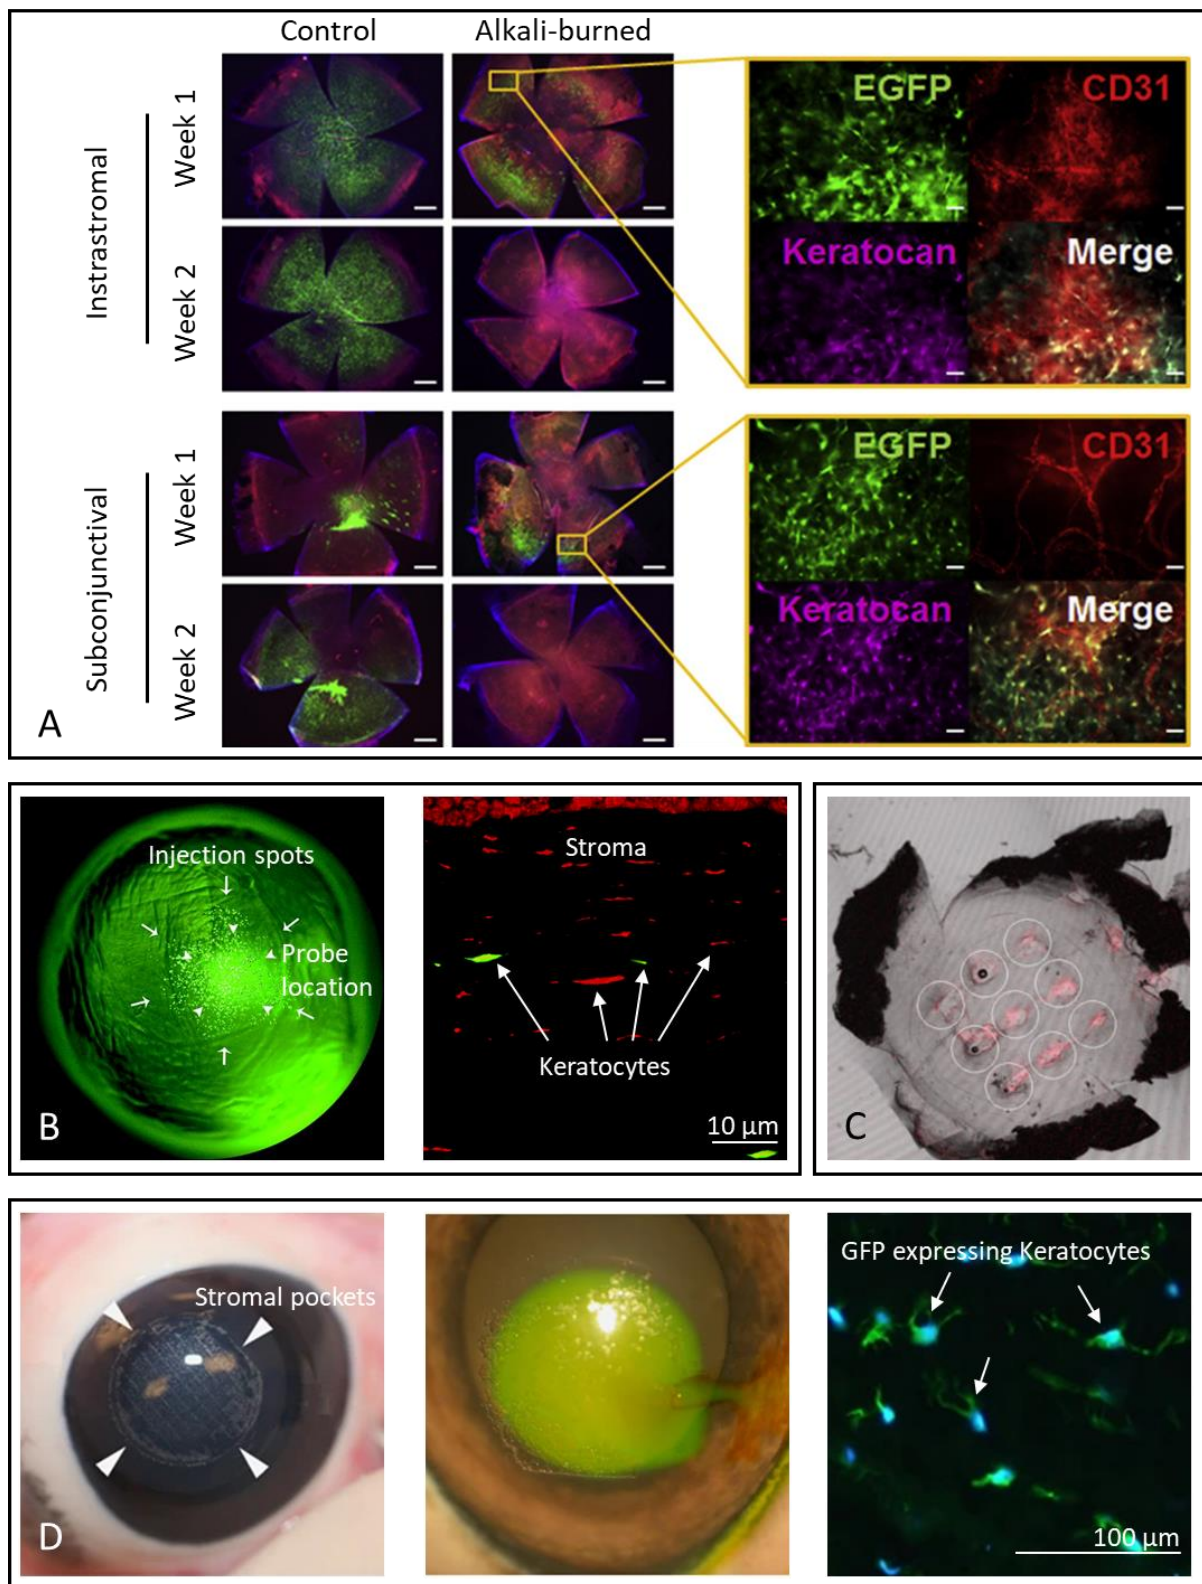 Control
Alkali-burned
Instrastromal
Week 1
Week 2
EGFP
CD31
Keratocan
Merge
Subconjunctival
Week 1
Week 2
EGFP
CD31
Keratocan
Merge
A
Injection spots
Probe
location
B
Stroma
Keratocytes
10 µm
C
Stromal pockets
D
GFP expressing Keratocytes
100 µm